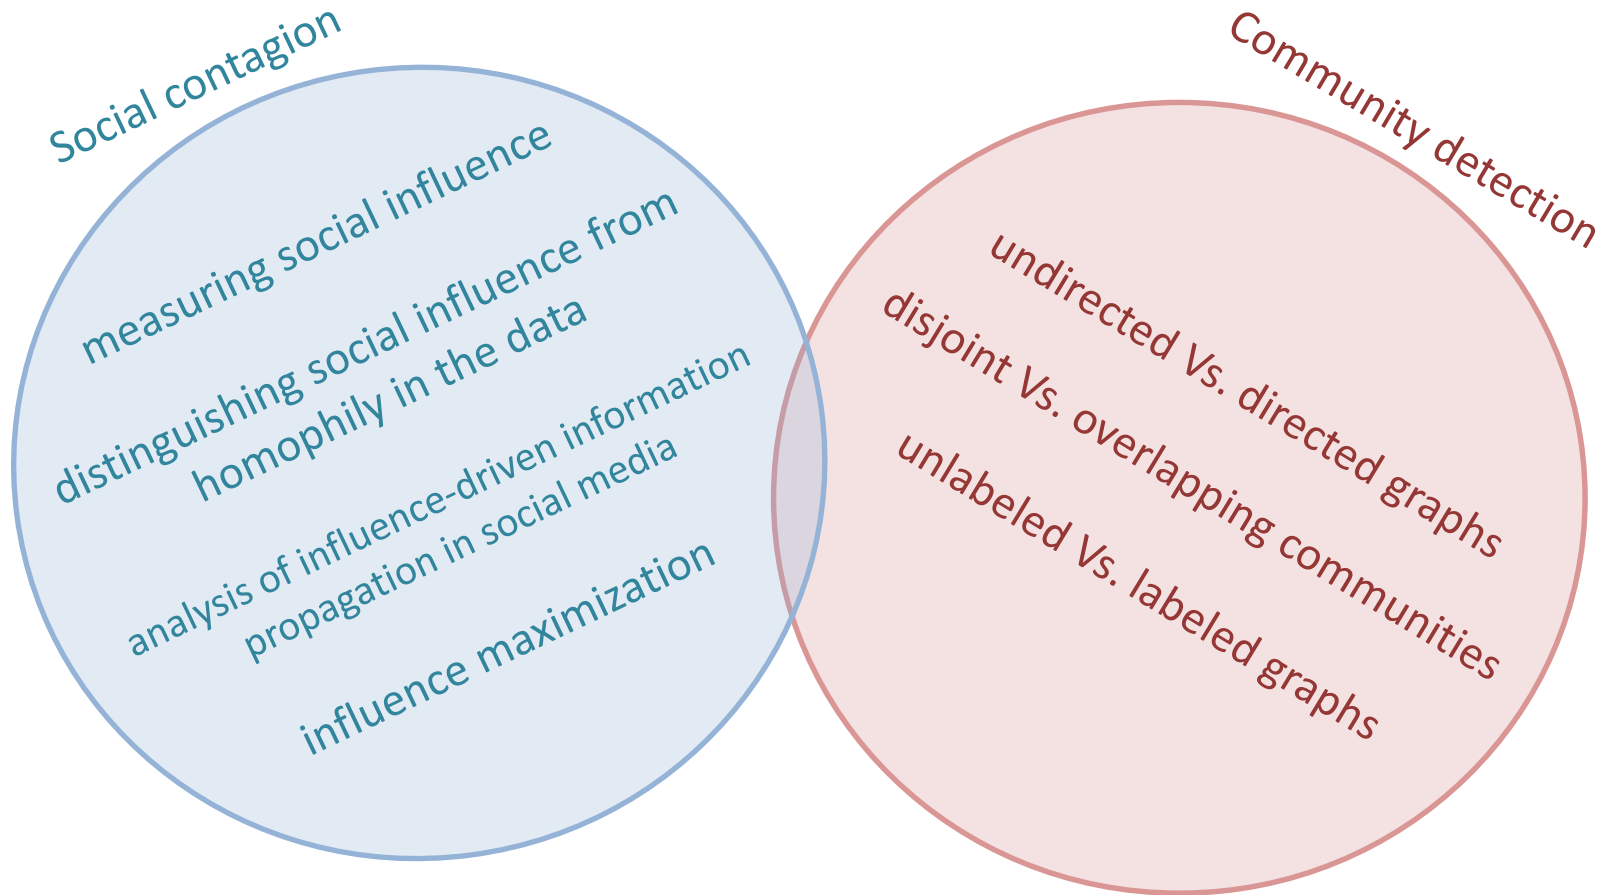 Social contagion
measuring social influence
distinguishing social influence from
homophily in the data
analysis of influence-driven information
propagation in social media
influence maximization
Community detection
undirected Vs. directed graphs
disjoint Vs. overlapping communities
unlabeled Vs. labeled graphs